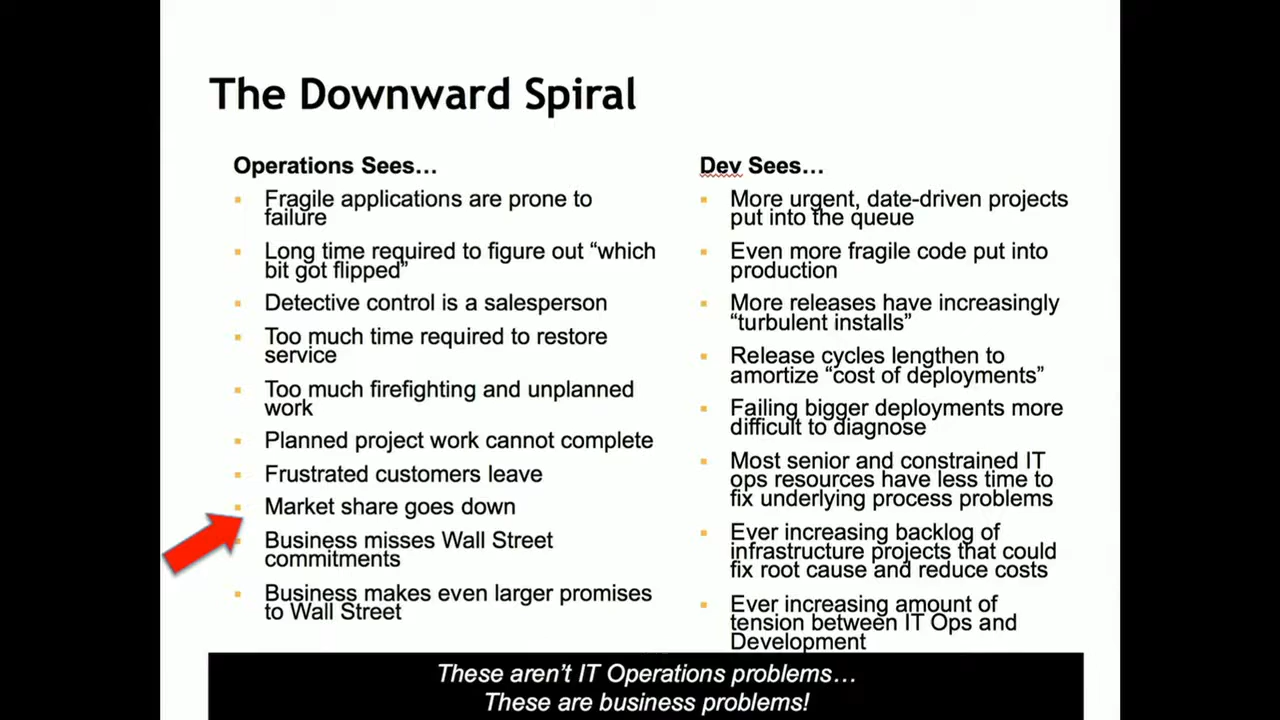 The Downward Spiral
Operations Sees…
Fragile applications are prone to
failure
Long time required to figure out “which
bit got flipped”
Detective control is a salesperson
Too much time required to restore
service
Too much firefighting and unplanned
work
Planned project work cannot complete
Frustrated customers leave
Market share goes down
Business misses Wall Street
commitments
Business makes even larger promises
to Wall Street
Dev Sees…
More urgent, date-driven projects
put into the queue
Even more fragile code put into
production
More releases have increasingly
“turbulent installs”
Release cycles lengthen to
amortize “cost of deployments”
Failing bigger deployments more
difficult to diagnose
Most senior and constrained IT
ops resources have less time to
fix underlying process problems
Ever increasing backlog of
infrastructure projects that could
fix root cause and reduce costs
Ever increasing amount of
tension between IT Ops and
Development
These aren’t IT Operations problems…
These are business problems!